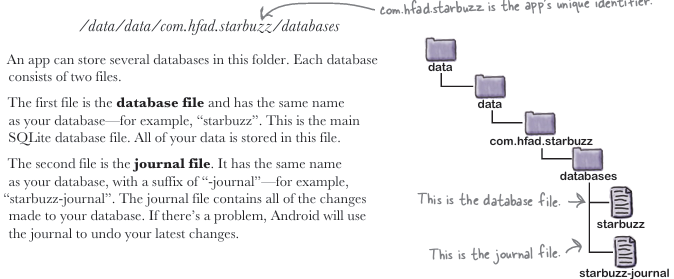 com.hfad.starbuzz is the app's unique identifier.
/data/data/com.hfad.starbuzz/databases
An app can store several databases in this folder. Each database
consists of two files.
The first file is the database file and has the same name
as your database—for example, “starbuzz”. This is the main
SQLite database file. All of your data is stored in this file.
The second file is the journal file. It has the same name
as your database, with a suffix of “-journal”—for example,
“starbuzz-journal”. The journal file contains all of the changes
made to your database. If there’s a problem, Android will use
the journal to undo your latest changes.
data
data
com.hfad.starbuzz
databases
This is the database file.
starbuzz
This is the journal file.
starbuzz-journal